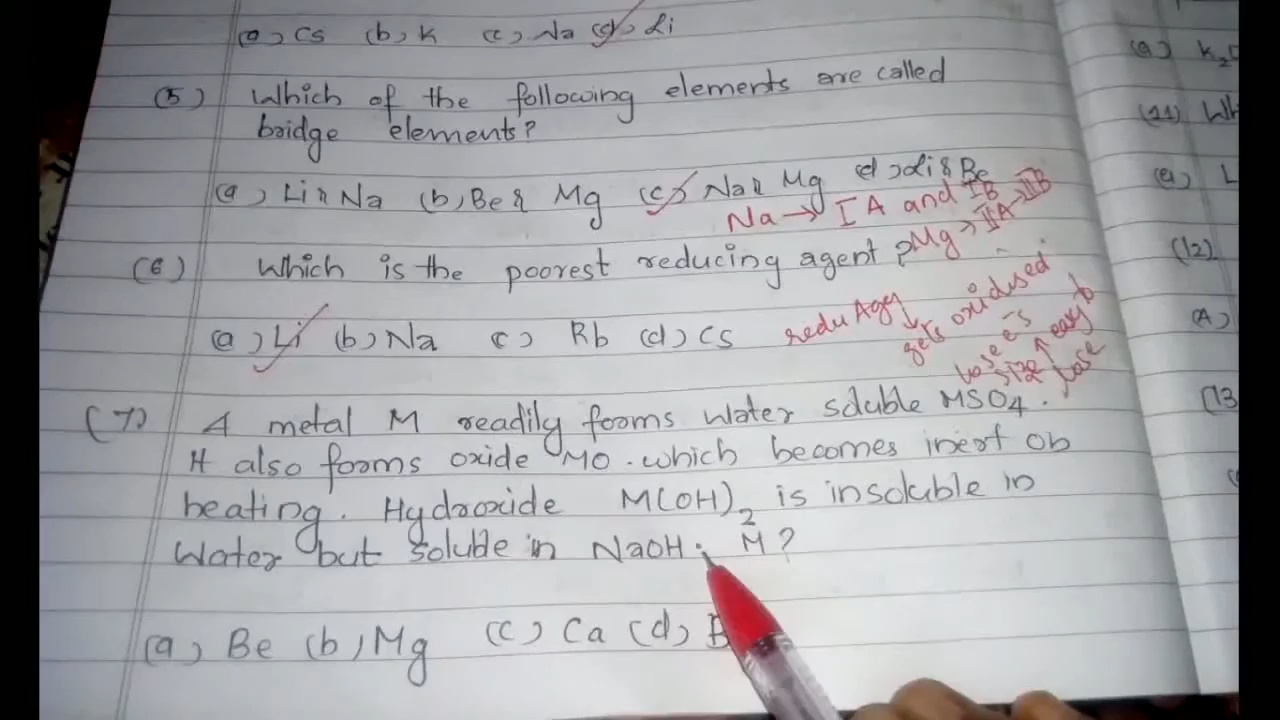 (a) Cs (b) K (c) Na (d) Li
(5) Which of the following elements are called
bridge elements?
(a) Li & Na (b) Be & Mg (c) Na & Mg (d) Li & Be
Na → IA and IB
Mg → IIA → IIB
(6) Which is the poorest reducing agent ?
(a) Li (b) Na (c) Rb (d) Cs
gets oxidised
lose e⁻s
size ↑ easy to
lose
(7) A metal M readily forms water soluble MSO4.
It also forms oxide MO. which becomes inert on
heating. Hydroxide M(OH)2 is insoluble in
Water but soluble in NaOH. M?
(a) Be (b) Mg (c) Ca (d)
(a)
(11)
(a) L
(12)
(A)
(13